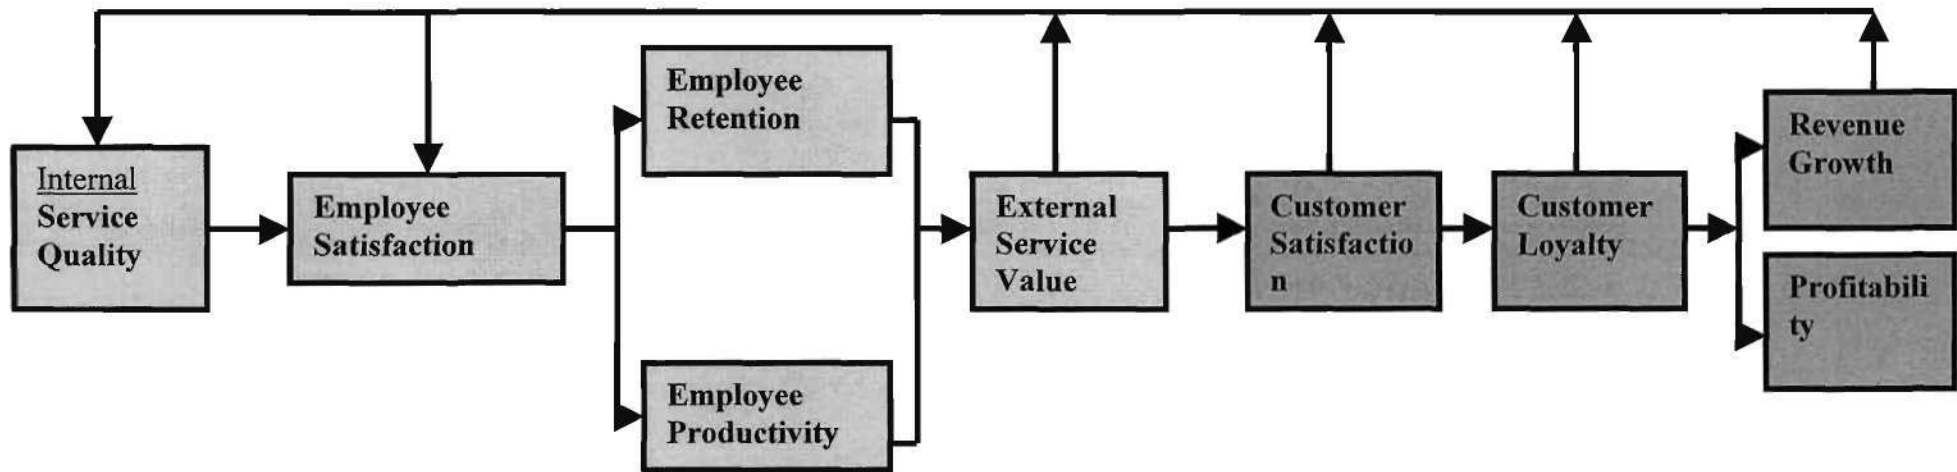 Internal
Service
Quality
Employee
Satisfaction
Employee
Retention
Employee
Productivity
External
Service
Value
Customer
Satisfactio
n
Customer
Loyalty
Revenue
Growth
Profitabili
ty